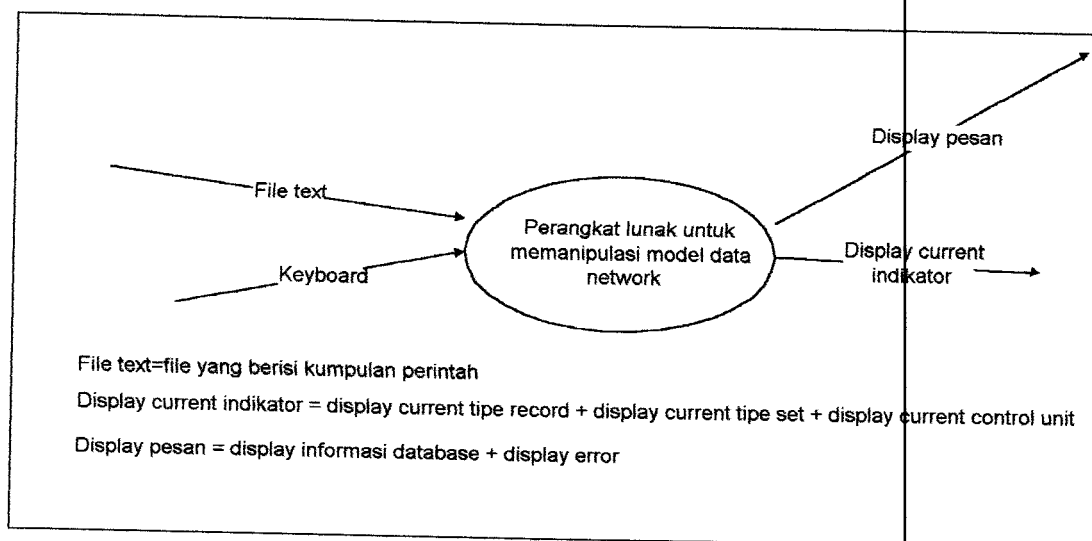 Display pesan
File text
Perangkat lunak untuk
memanipulasi model data
network
Display current
indikator
Keyboard
File text=file yang berisi kumpulan perintah
Display current indikator = display current tipe record + display current tipe set + display current control unit
Display pesan = display informasi database + display error